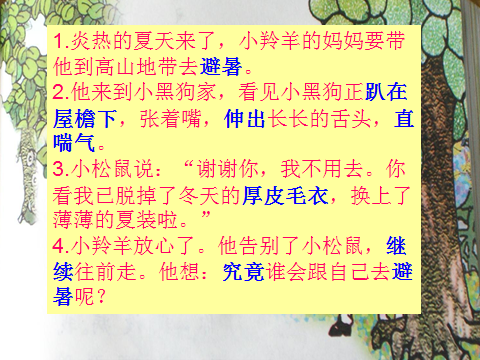 1.炎热的夏天来了，小羚羊的妈妈要带
他到高山地带去避暑。
2.他来到小黑狗家，看见小黑狗正趴在
屋檐下，张着嘴，伸出长长的舌头，直
喘气。
3.小松鼠说：“谢谢你，我不用去。你
看我已脱掉了冬天的厚皮毛衣，换上了
薄薄的夏装啦。”
4.小羚羊放心了。他告别了小松鼠，继
续往前走。他想：究竟谁会跟自己去避
暑呢？